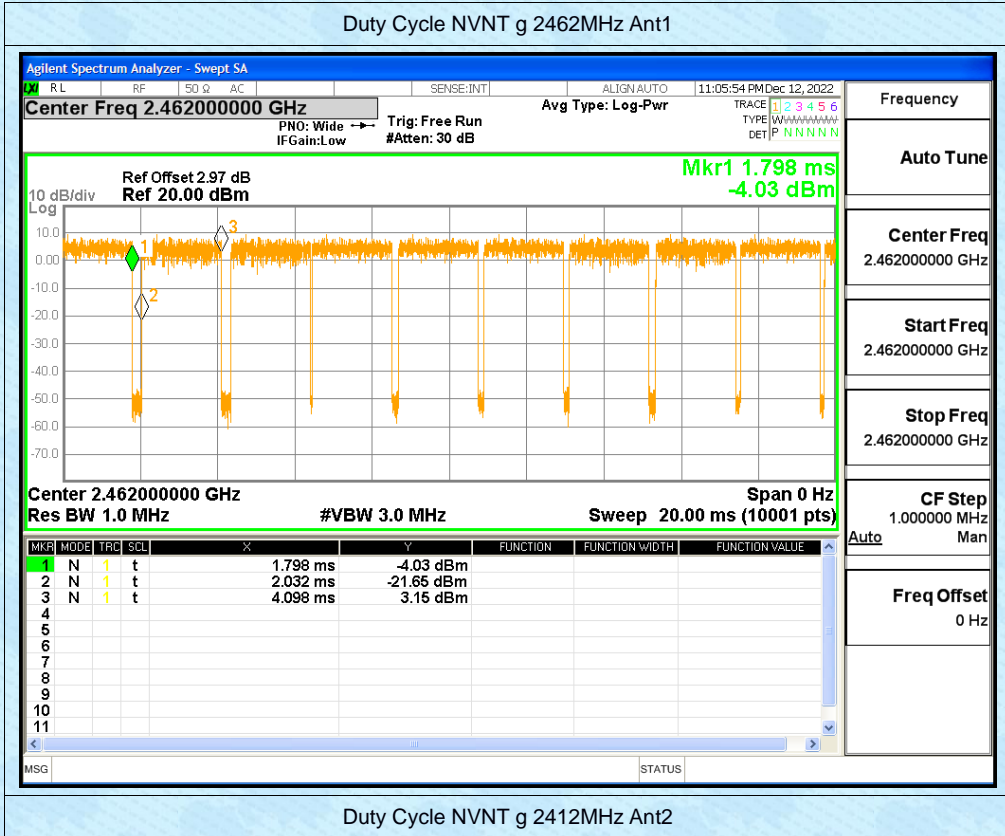 Duty Cycle NVNT g 2462MHz Ant1
Agilent Spectrum Analyzer - Swept SA
LXI RL RF 50 Ω AC SENSE:INT ALIGN AUTO 11:05:54 PM Dec 12, 2022
Center Freq 2.462000000 GHz
PNO: Wide
IFGain:Low
Trig: Free Run
#Atten: 30 dB
Avg Type: Log-Pwr
TRACE 1 2 3 4 5 6
TYPE W
DET P N N N N N
Mkr1 1.798 ms
-4.03 dBm
Ref Offset 2.97 dB
10 dB/div Ref 20.00 dBm
Log
10.0
0.00
-10.0
-20.0
-30.0
-40.0
-50.0
-60.0
-70.0
1
2
3
Center 2.462000000 GHz Span 0 Hz
Res BW 1.0 MHz #VBW 3.0 MHz Sweep 20.00 ms (10001 pts)
MKR MODE TRC SCL X Y FUNCTION FUNCTION WIDTH FUNCTION VALUE
1 N 1 t 1.798 ms -4.03 dBm
2 N 1 t 2.032 ms -21.65 dBm
3 N 1 t 4.098 ms 3.15 dBm
4
5
6
7
8
9
10
11
MSG STATUS
Frequency
Auto Tune
Center Freq
2.462000000 GHz
Start Freq
2.462000000 GHz
Stop Freq
2.462000000 GHz
CF Step
1.000000 MHz
Auto Man
Freq Offset
0 Hz
Duty Cycle NVNT g 2412MHz Ant2